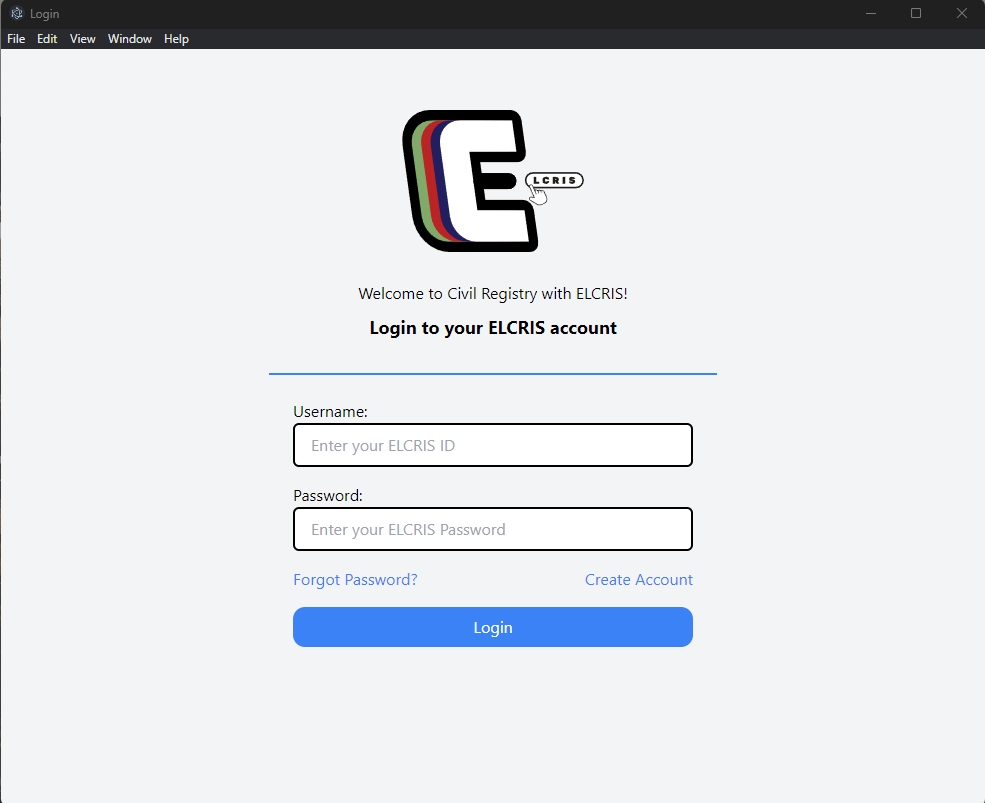 Login
File Edit View Window Help
E
LCRIS
Welcome to Civil Registry with ELCRIS!
Login to your ELCRIS account
Username:
Enter your ELCRIS ID
Password:
Enter your ELCRIS Password
Forgot Password? Create Account
Login